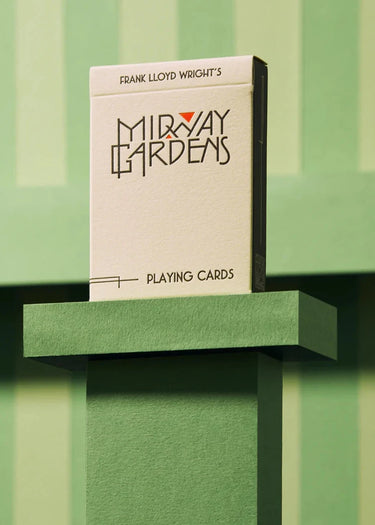 FRANK LLOYD WRIGHT'S
MIDWAY
GARDENS
PLAYING CARDS